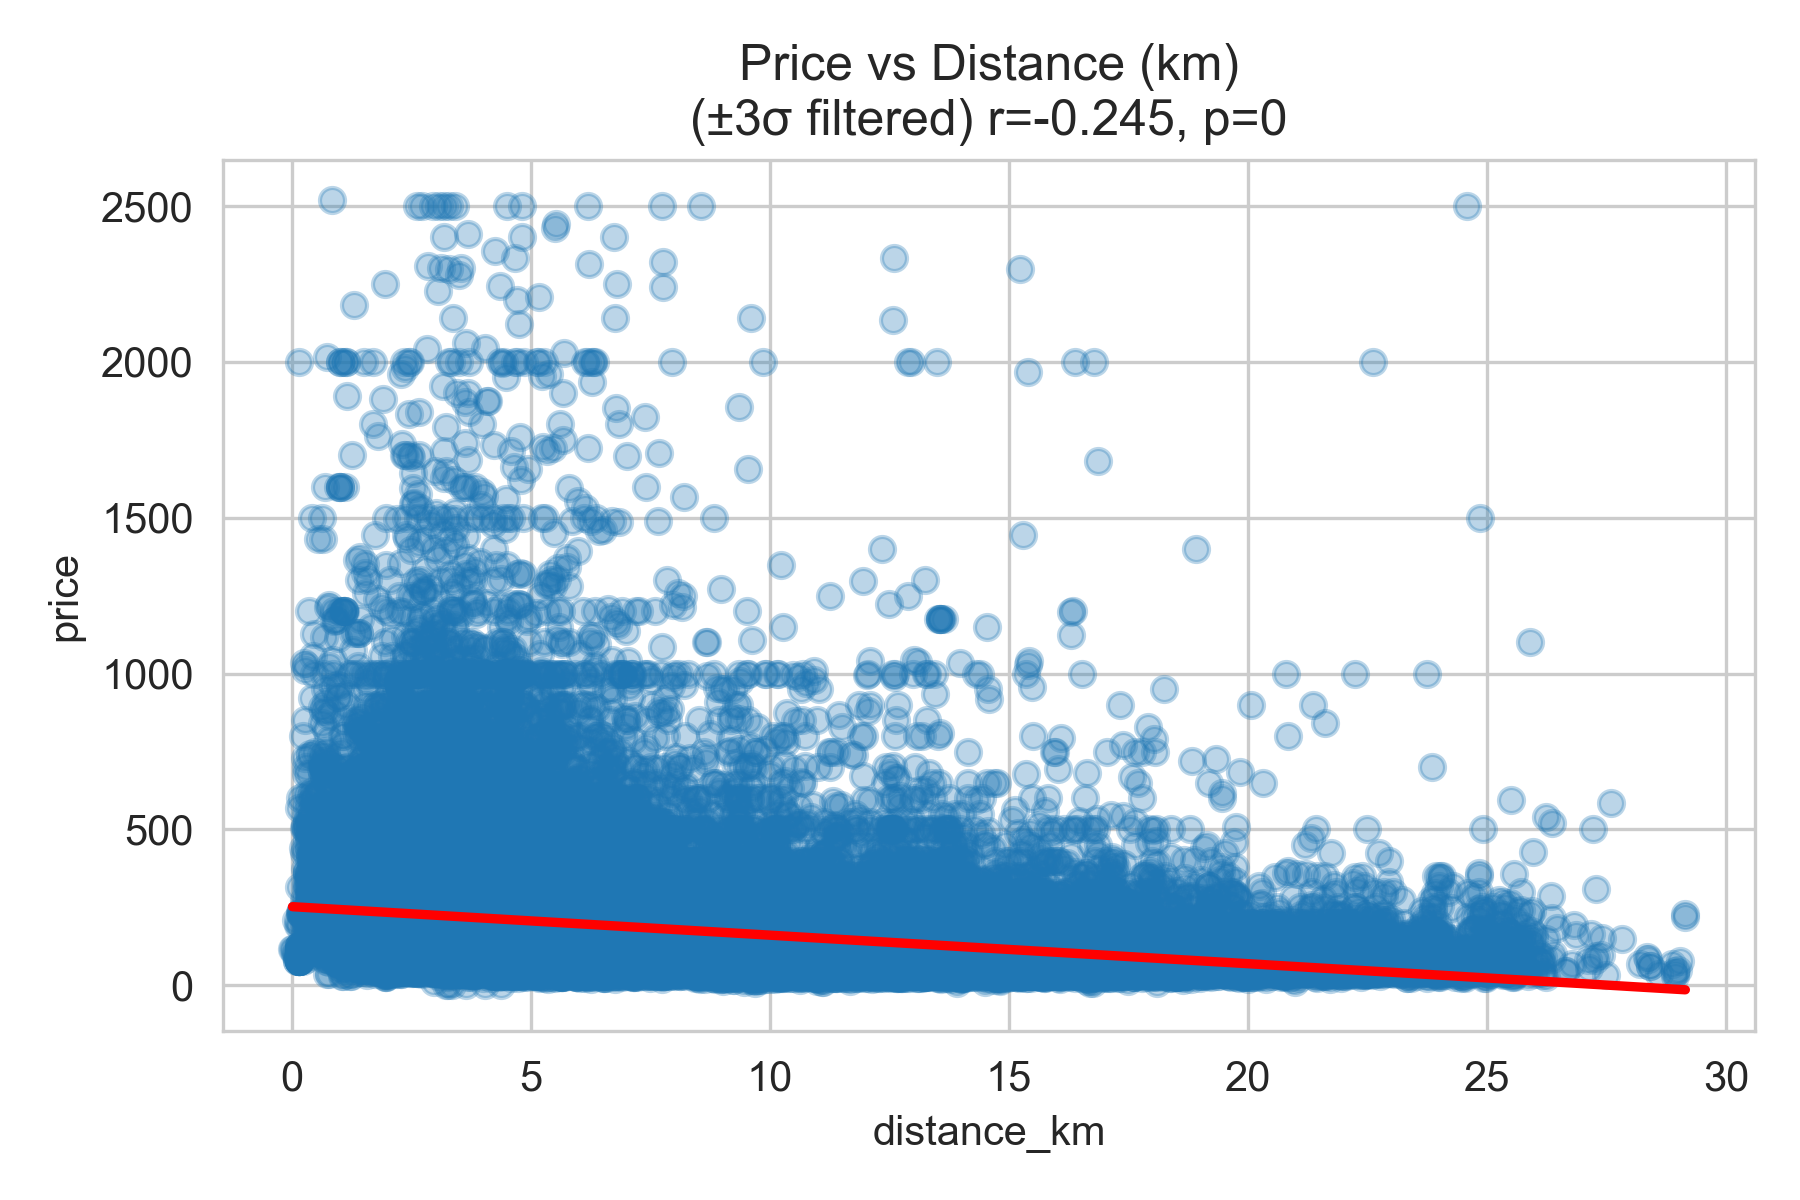 Price vs Distance (km)
(±3σ filtered) r=-0.245, p=0
2500
2000
1500
1000
500
0
price
0 5 10 15 20 25 30
distance_km